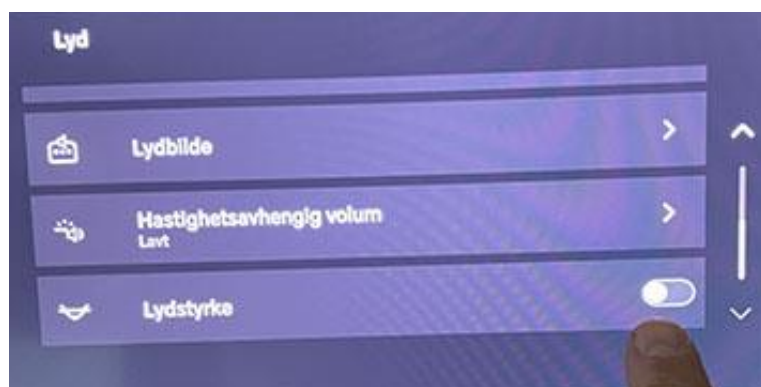 Lyd
Lydbilde
Hastighetsavhengig volum
Lavt
Lydstyrke